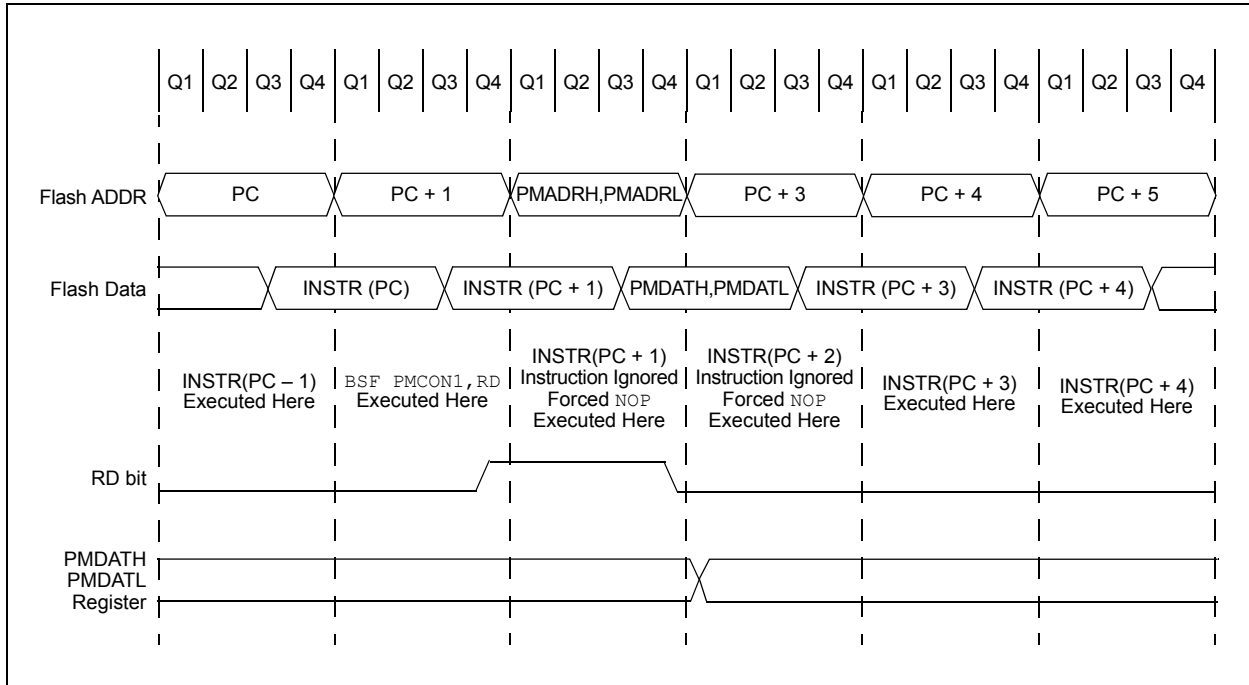 Q1 Q2 Q3 Q4 Q1 Q2 Q3 Q4 Q1 Q2 Q3 Q4 Q1 Q2 Q3 Q4 Q1 Q2 Q3 Q4 Q1 Q2 Q3 Q4
Flash ADDR PC PC + 1 PMADRH,PMADRL PC + 3 PC + 4 PC + 5
Flash Data INSTR (PC) INSTR (PC + 1) PMDATH,PMDATL INSTR (PC + 3) INSTR (PC + 4)
INSTR(PC – 1)
Executed Here
BSF PMCON1,RD
Executed Here
INSTR(PC + 1)
Instruction Ignored
Forced NOP
Executed Here
INSTR(PC + 2)
Instruction Ignored
Forced NOP
Executed Here
INSTR(PC + 3)
Executed Here
INSTR(PC + 4)
Executed Here
RD bit
PMDATH
PMDATL
Register